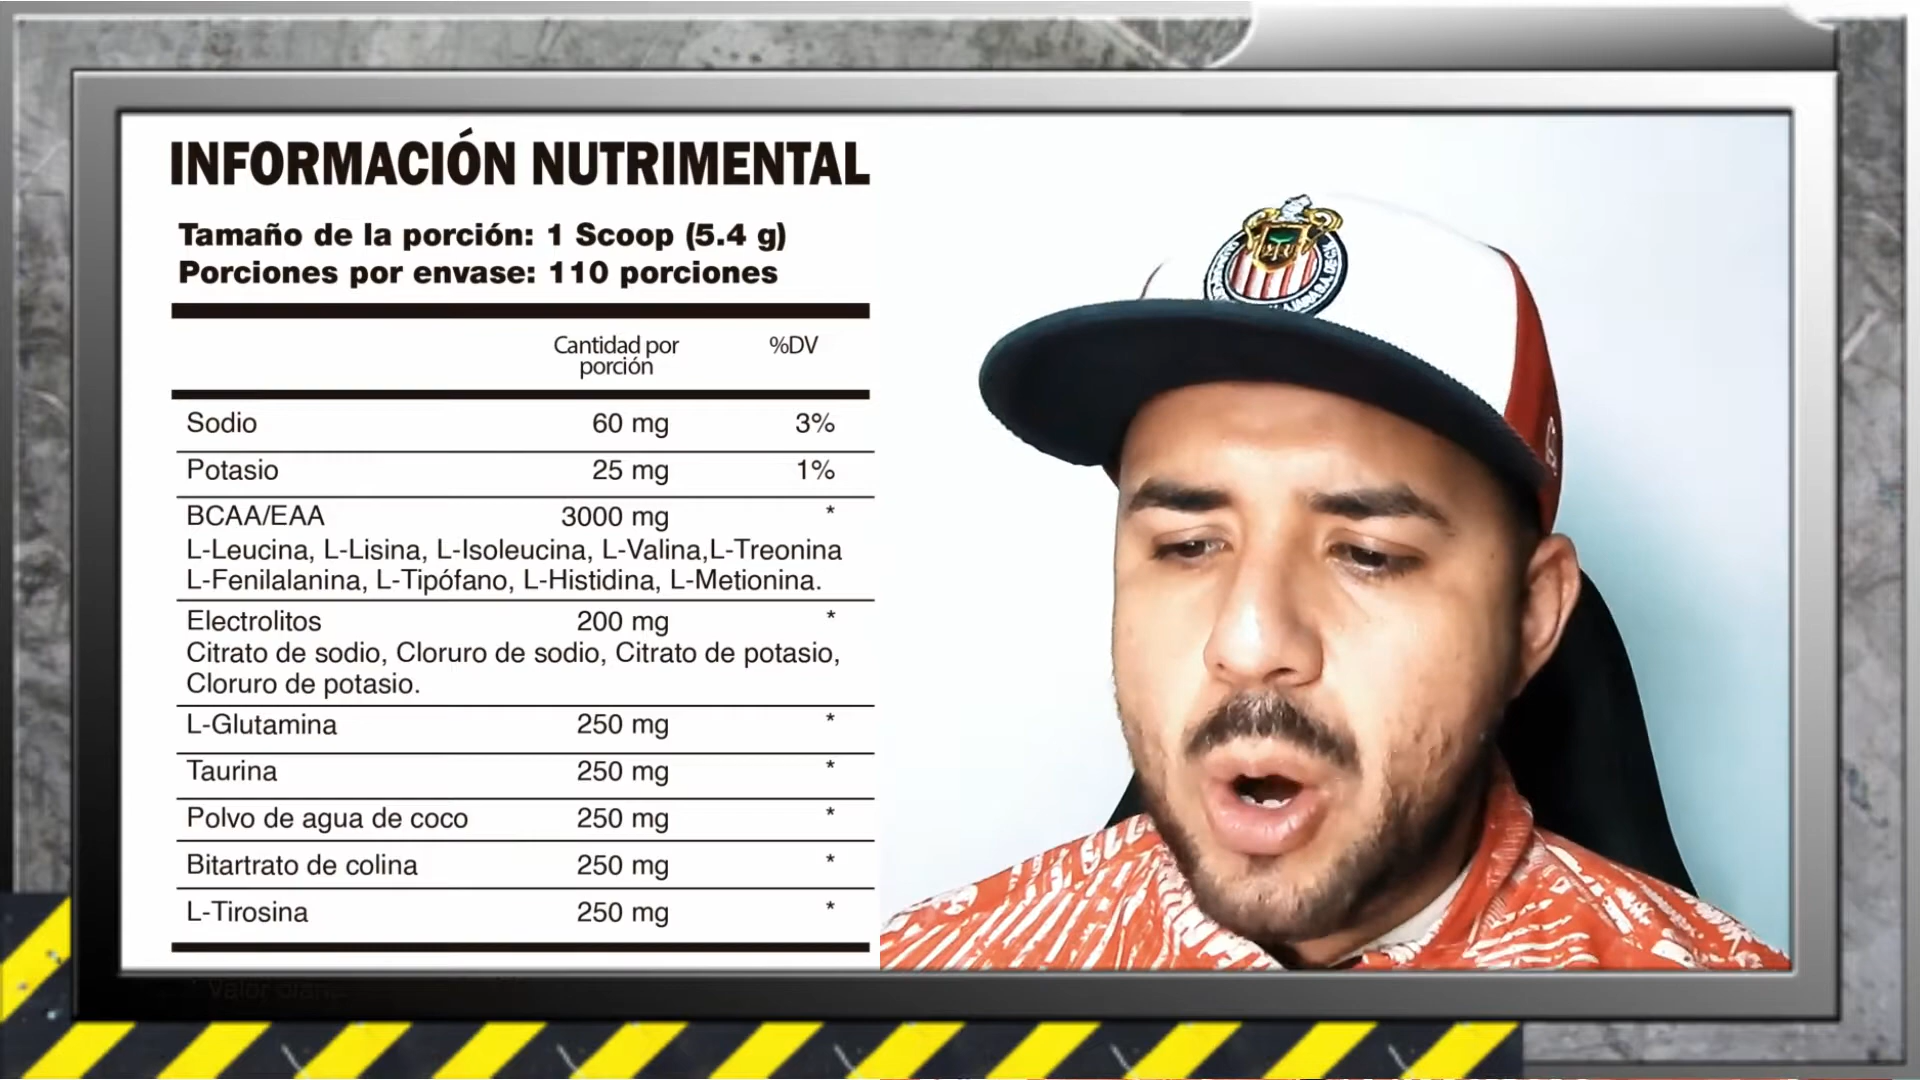 INFORMACIÓN NUTRIMENTAL
Tamaño de la porción: 1 Scoop (5.4 g)
Porciones por envase: 110 porciones
Cantidad por porción %DV
Sodio 60 mg 3%
Potasio 25 mg 1%
BCAA/EAA 3000 mg *
L-Leucina, L-Lisina, L-Isoleucina, L-Valina,L-Treonina
L-Fenilalanina, L-Tipófano, L-Histidina, L-Metionina.
Electrolitos 200 mg *
Citrato de sodio, Cloruro de sodio, Citrato de potasio,
Cloruro de potasio.
L-Glutamina 250 mg *
Taurina 250 mg *
Polvo de agua de coco 250 mg *
Bitartrato de colina 250 mg *
L-Tirosina 250 mg *